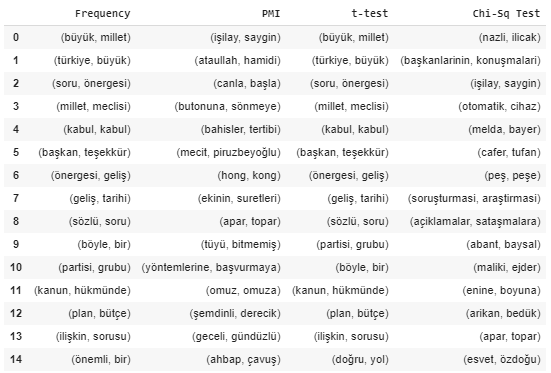 Frequency PMI t-test Chi-Sq Test
0 (büyük, millet) (işilay, saygin) (büyük, millet) (nazli, ilicak)
1 (türkiye, büyük) (ataullah, hamidi) (türkiye, büyük) (başkanlarinin, konuşmalari)
2 (soru, önergesi) (canla, başla) (soru, önergesi) (işilay, saygin)
3 (millet, meclisi) (butonuna, sönmeye) (millet, meclisi) (otomatik, cihaz)
4 (kabul, kabul) (bahisler, tertibi) (kabul, kabul) (melda, bayer)
5 (başkan, teşekkür) (mecit, piruzbeyoğlu) (başkan, teşekkür) (cafer, tufan)
6 (önergesi, geliş) (hong, kong) (önergesi, geliş) (peş, peşe)
7 (geliş, tarihi) (ekinin, suretleri) (geliş, tarihi) (soruşturmasi, araştirmasi)
8 (sözlü, soru) (apar, topar) (sözlü, soru) (açiklamalar, sataşmalara)
9 (böyle, bir) (tüyü, bitmemiş) (partisi, grubu) (abant, baysal)
10 (partisi, grubu) (yöntemlerine, başvurmaya) (böyle, bir) (maliki, ejder)
11 (kanun, hükmünde) (omuz, omuza) (kanun, hükmünde) (enine, boyuna)
12 (plan, bütçe) (şemdinli, derecik) (plan, bütçe) (arikan, bedük)
13 (ilişkin, sorusu) (geceli, gündüzlü) (ilişkin, sorusu) (apar, topar)
14 (önemli, bir) (ahbap, çavuş) (doğru, yol) (esvet, özdoğu)